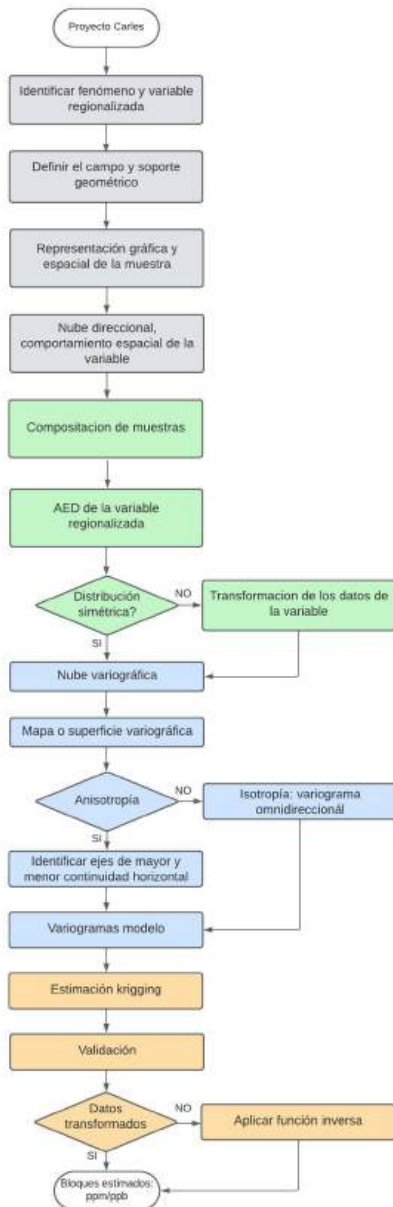 Proyecto Carles
Identificar fenómeno y variable
regionalizada
Definir el campo y soporte
geométrico
Representación gráfica y
espacial de la muestra
Nube direccional,
comportamiento espacial de la
variable
Compositacion de muestras
AED de la variable
regionalizada
Distribución
simétrica?
NO
Transformacion de los datos de
la variable
SI
Nube variográfica
Mapa o superficie variográfica
Anisotropía
NO
Isotropía: variograma
omnidireccionál
SI
Identificar ejes de mayor y
menor continuidad horizontal
Variogramas modelo
Estimación krigging
Validación
Datos
transformados
NO
Aplicar función inversa
SI
Bloques estimados:
ppm/ppb